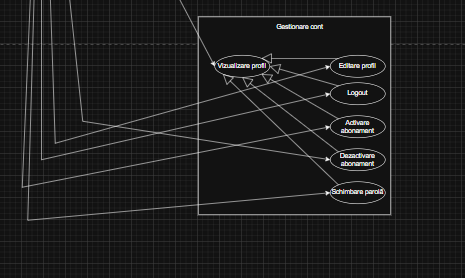 Gestionare cont
Vizualizare profil
Editare profil
Logout
Activare
abonament
Dezactivare
abonament
Schimbare parolă